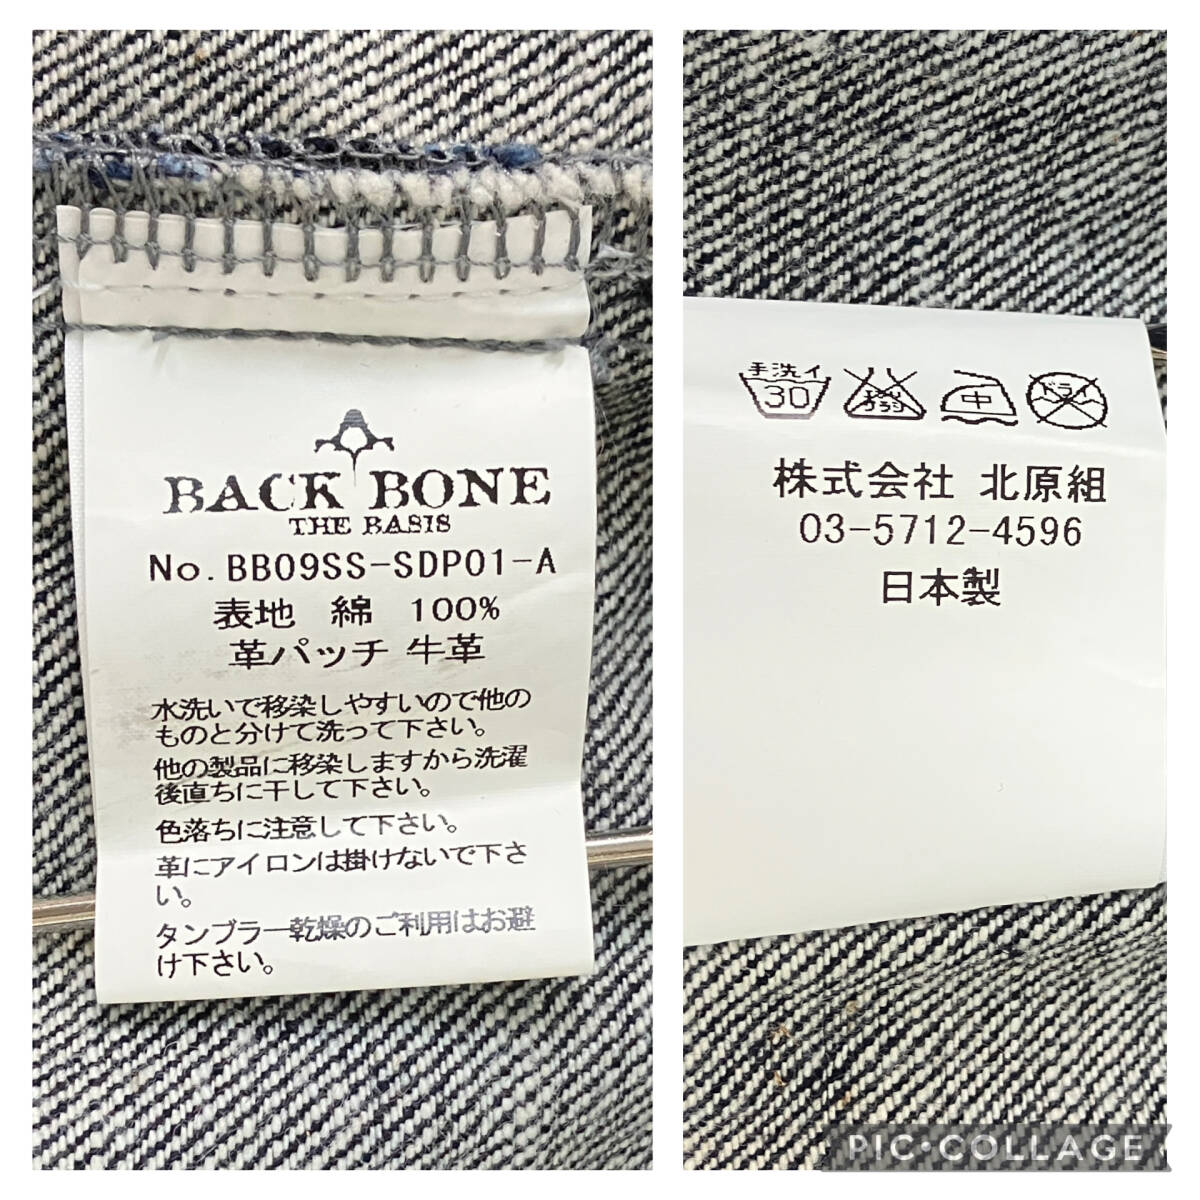 BACK BONE
THE BASIS
No. BB09SS-SDP01-A
表地 綿 100%
革パッチ 牛革
水洗いで移染しやすいので他の
ものと分けて洗って下さい。
他の製品に移染しますから洗濯
後直ちに干して下さい。
色落ちに注意して下さい。
革にアイロンは掛けないで下さ
い。
タンブラー乾燥のご利用はお避
け下さい。
手洗イ
30
中
ドライ
株式会社 北原組
03-5712-4596
日本製
PIC•COLLAGE